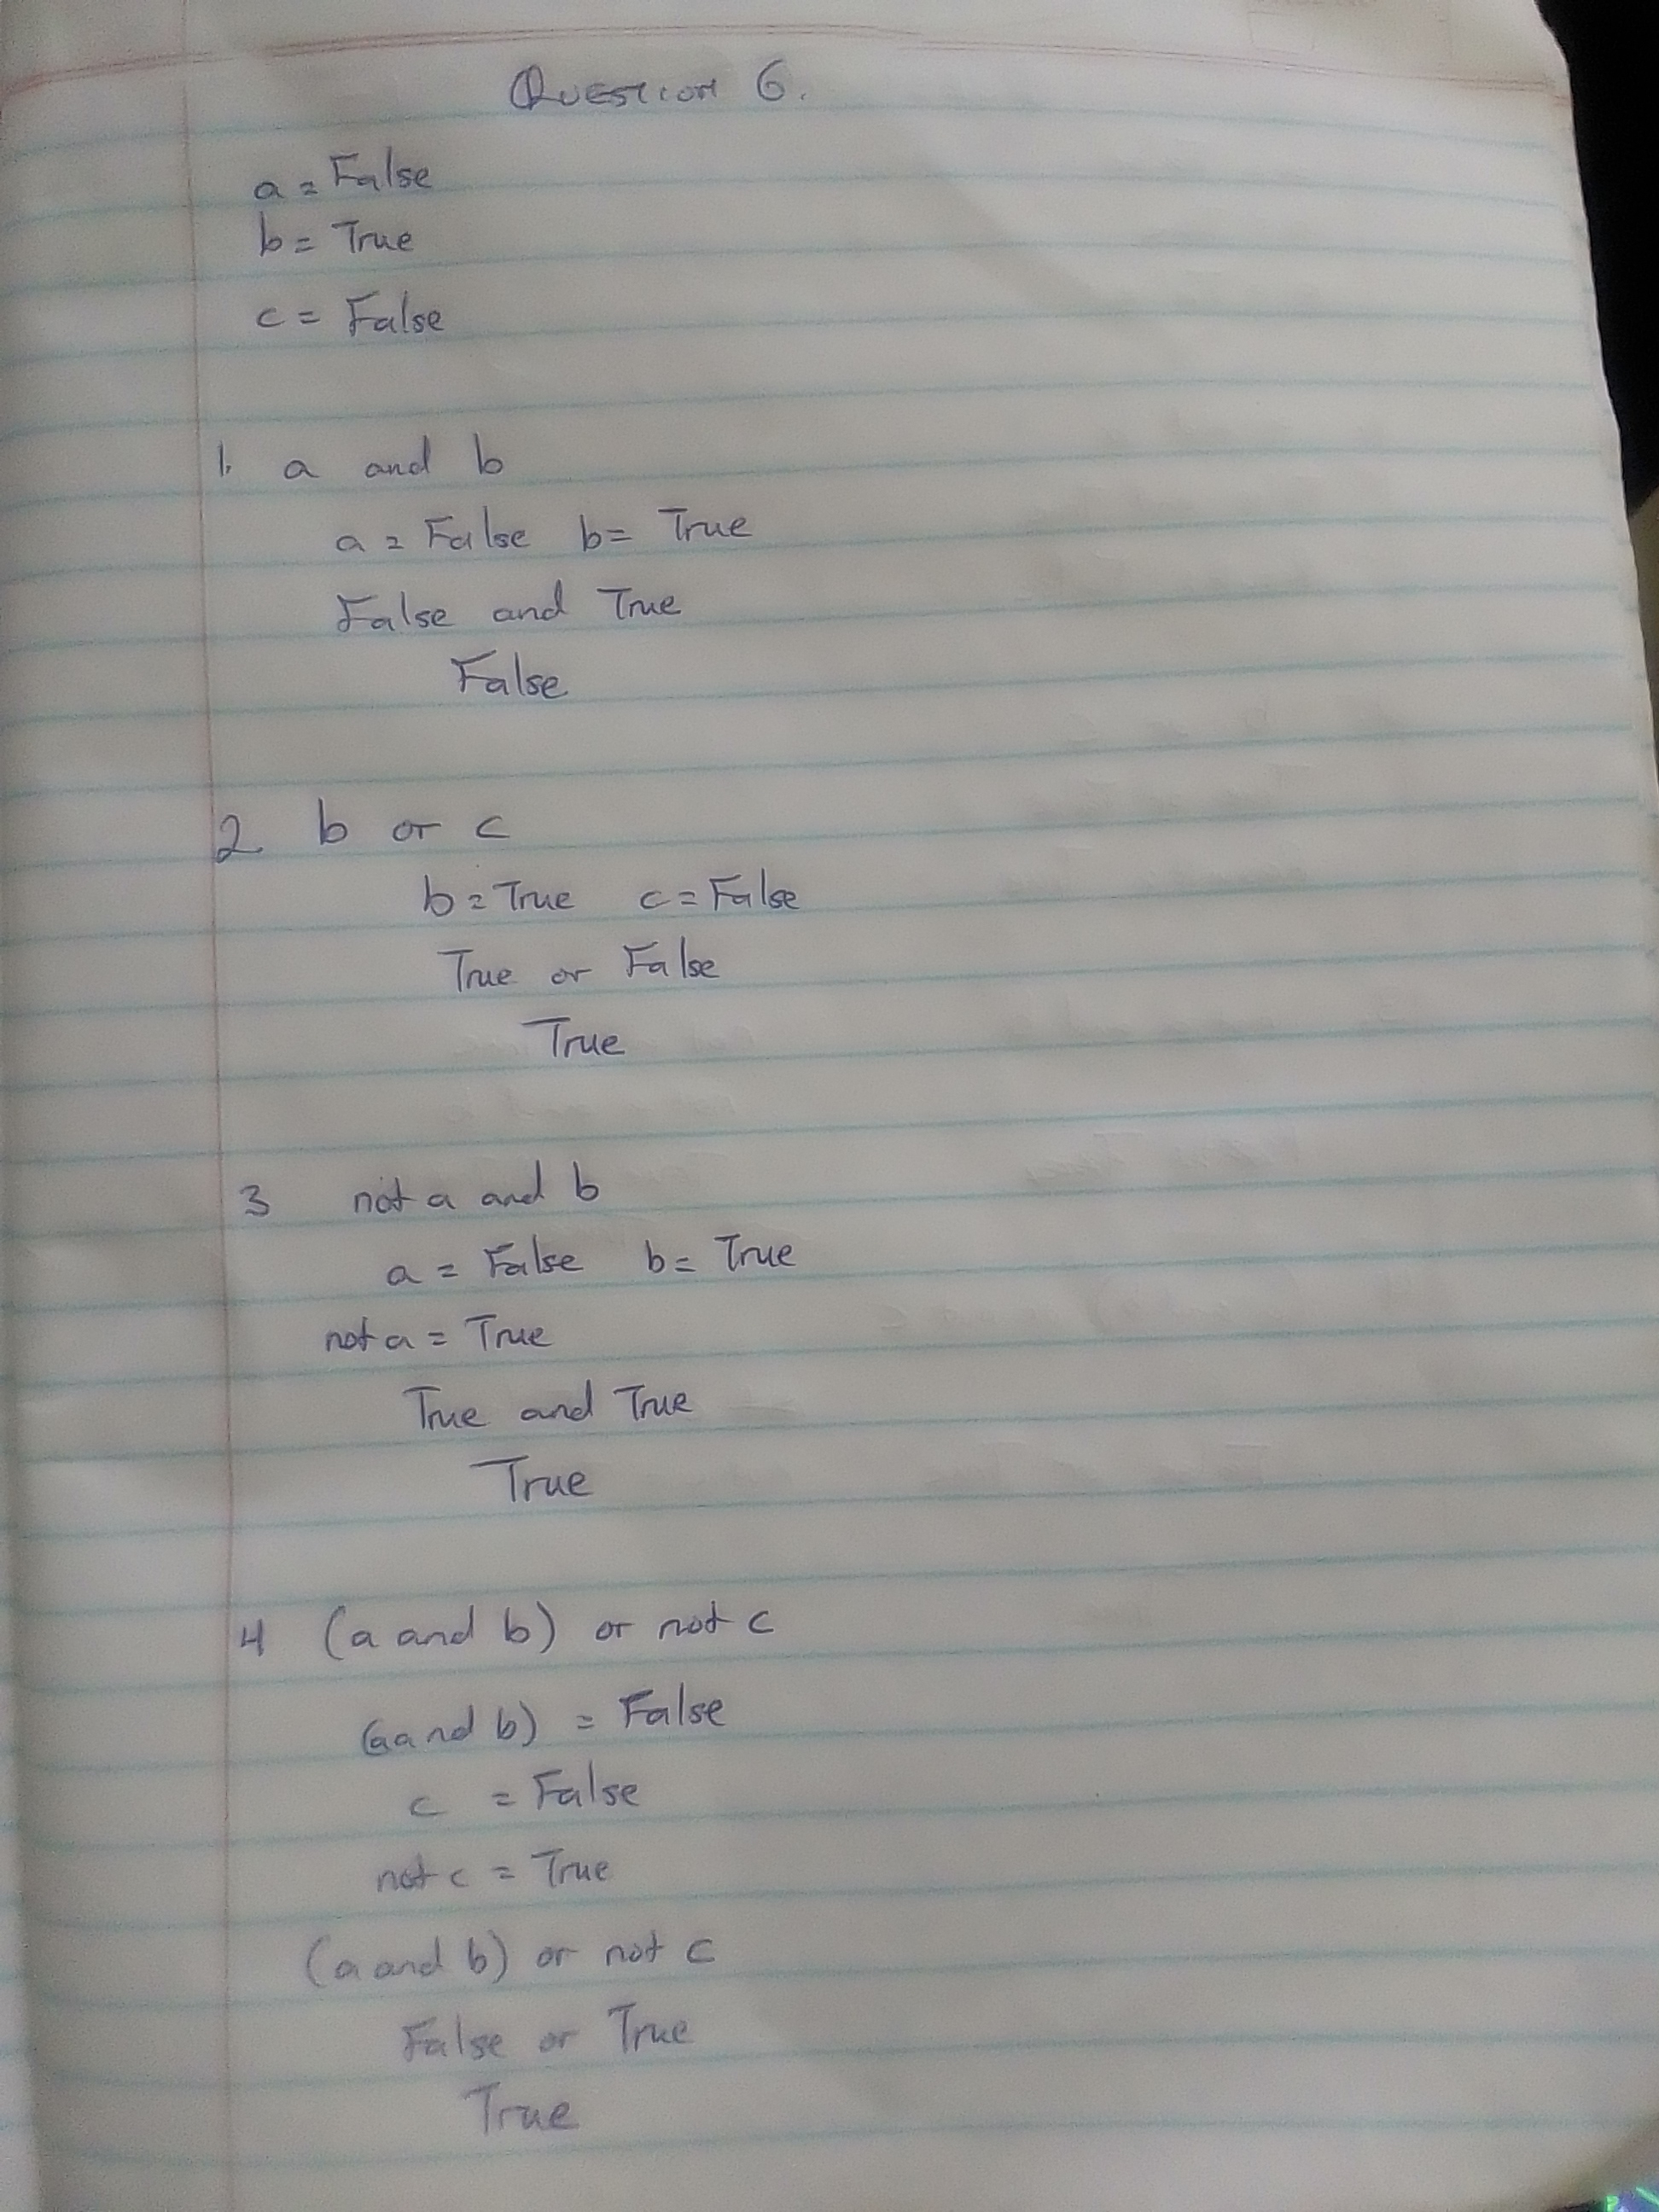 Question 6.
a = False
b = True
c = False
1. a and b
a = False b = True
False and True
False
2 b or c
b = True c = False
True or False
True
3 not a and b
a = False b = True
not a = True
True and True
True
4 (a and b) or not c
(a and b) = False
c = False
not c = True
(a and b) or not c
False or True
True